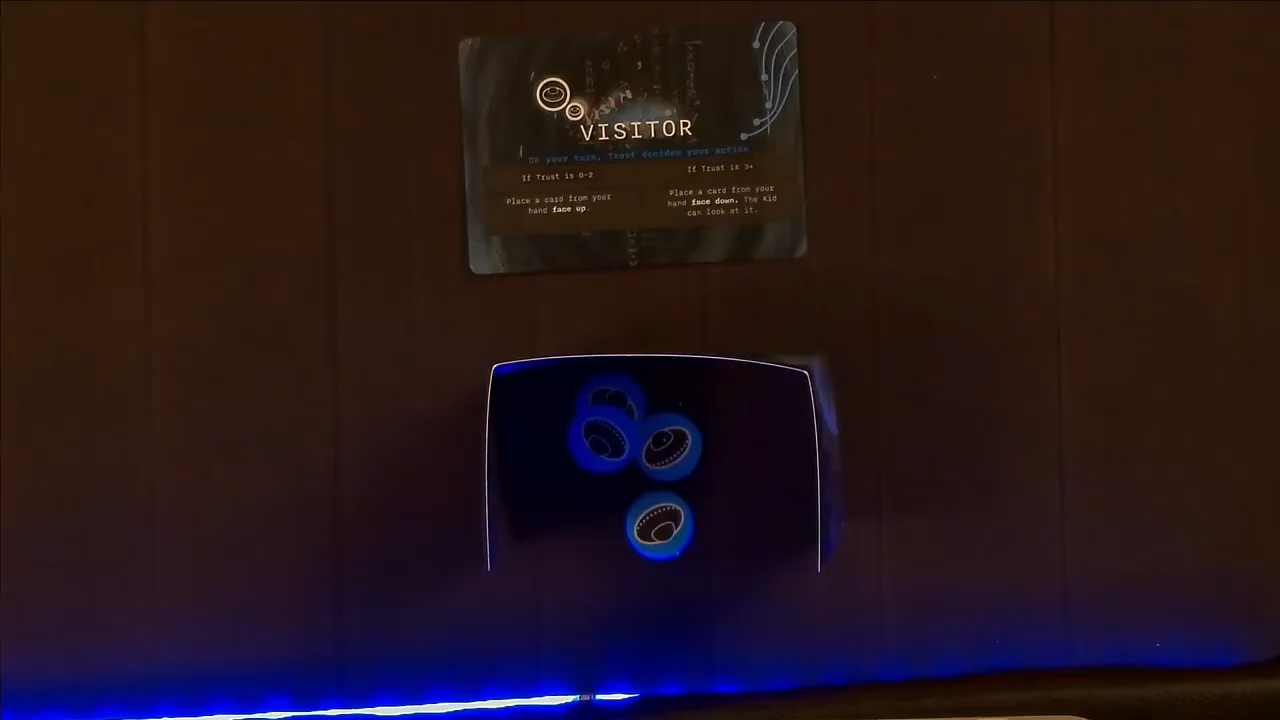 VISITOR
On your turn, Trust decides your action
If Trust is 0-2
Place a card from your
hand face up.
If Trust is 3+
Place a card from your
hand face down. The Kid
can look at it.